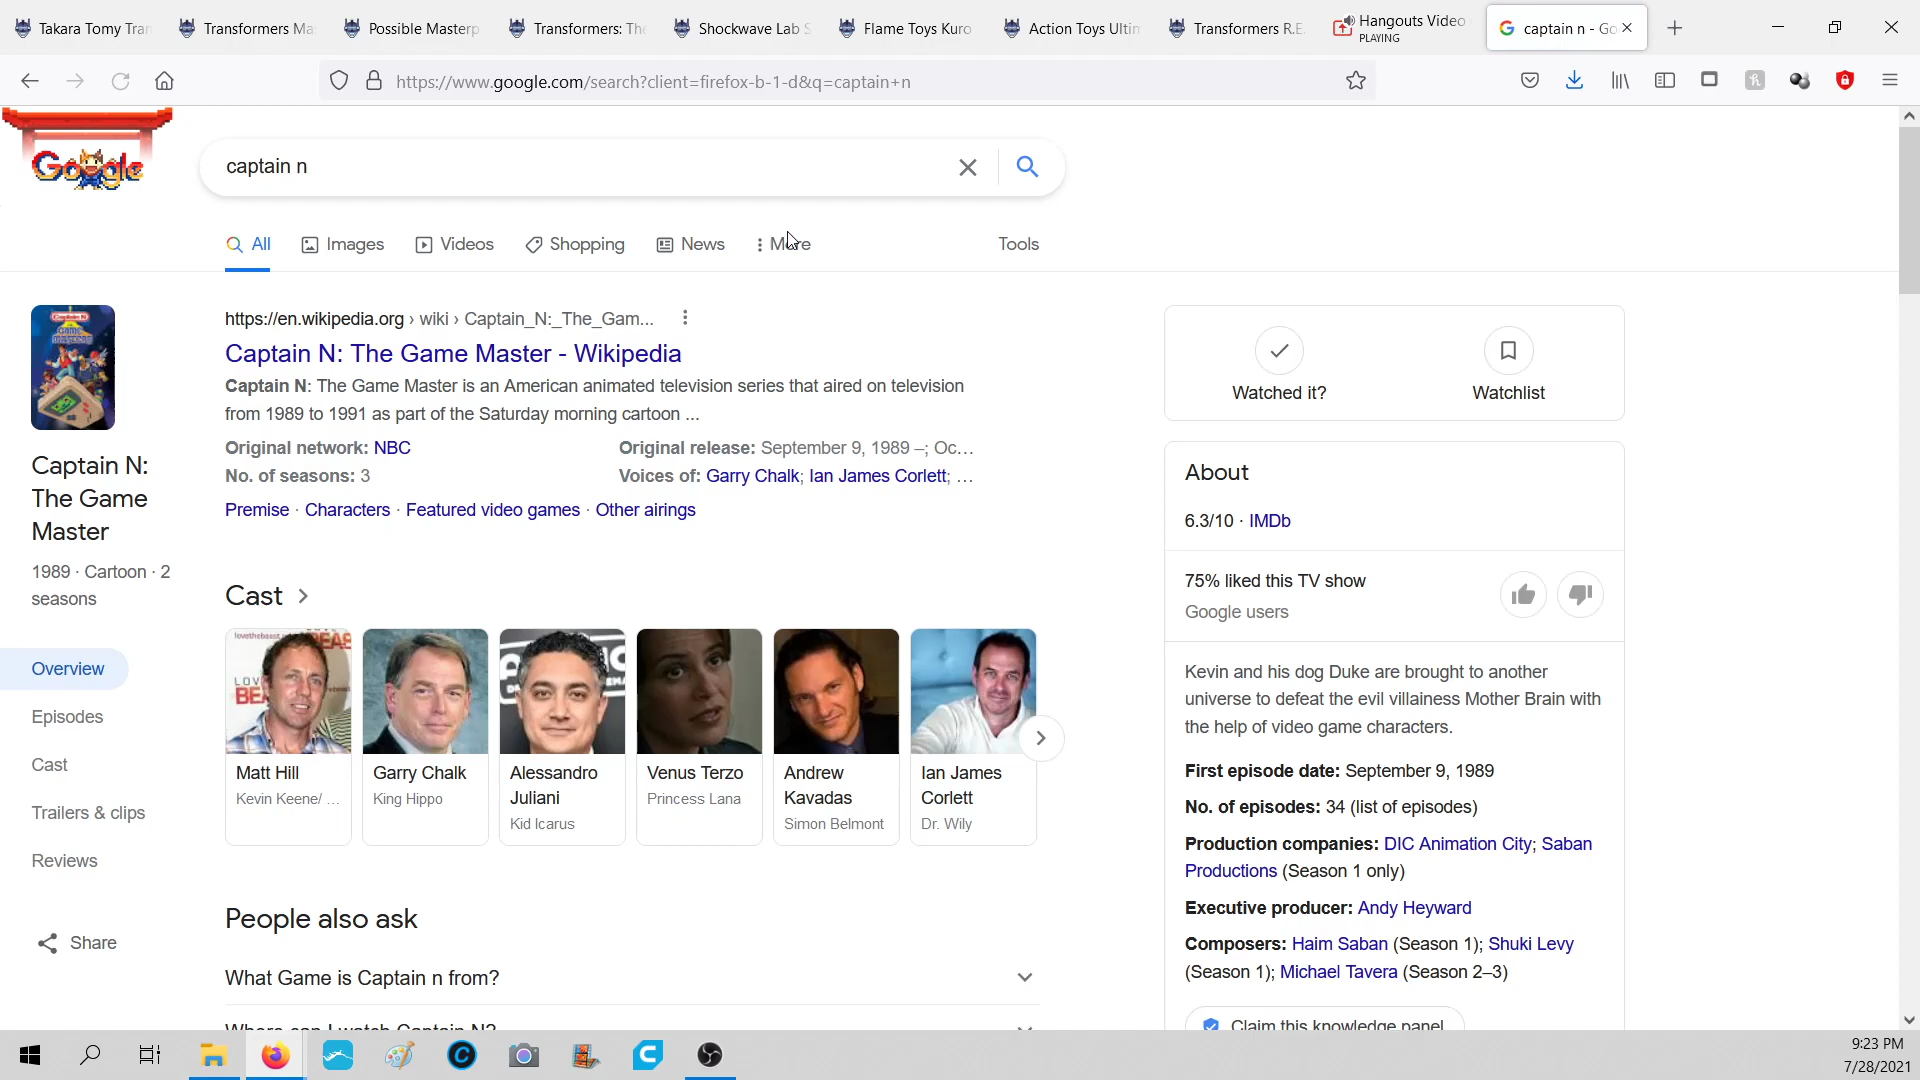 Takara Tomy Tran
Transformers Ma
Possible Masterp
Transformers: The
Shockwave Lab S
Flame Toys Kuro
Action Toys Ultim
Transformers R.E.
Hangouts Video
PLAYING
captain n - Go
https://www.google.com/search?client=firefox-b-1-d&q=captain+n
Google
captain n
All
Images
Videos
Shopping
News
More
Tools
Captain N: The Game Master
1989 · Cartoon · 2 seasons
Overview
Episodes
Cast
Trailers & clips
Reviews
Share
https://en.wikipedia.org › wiki › Captain_N:_The_Gam...
Captain N: The Game Master - Wikipedia
Captain N: The Game Master is an American animated television series that aired on television
from 1989 to 1991 as part of the Saturday morning cartoon ...
Original network: NBC
Original release: September 9, 1989 –; Oc...
No. of seasons: 3
Voices of: Garry Chalk; Ian James Corlett; ...
Premise · Characters · Featured video games · Other airings
Cast
Matt Hill
Kevin Keene/ ...
Garry Chalk
King Hippo
Alessandro Juliani
Kid Icarus
Venus Terzo
Princess Lana
Andrew Kavadas
Simon Belmont
Ian James Corlett
Dr. Wily
People also ask
What Game is Captain n from?
Where can I watch Captain N?
Watched it?
Watchlist
About
6.3/10 · IMDb
75% liked this TV show
Google users
Kevin and his dog Duke are brought to another
universe to defeat the evil villainess Mother Brain with
the help of video game characters.
First episode date: September 9, 1989
No. of episodes: 34 (list of episodes)
Production companies: DIC Animation City; Saban
Productions (Season 1 only)
Executive producer: Andy Heyward
Composers: Haim Saban (Season 1); Shuki Levy
(Season 1); Michael Tavera (Season 2–3)
Claim this knowledge panel
9:23 PM
7/28/2021